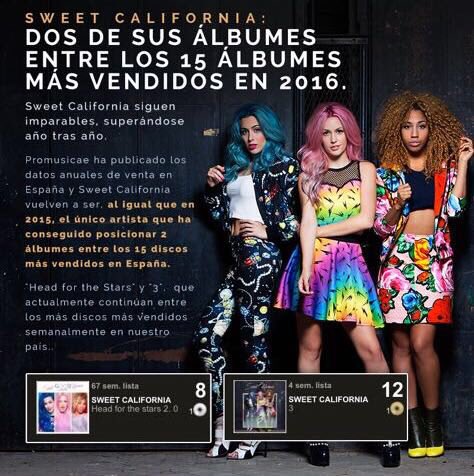 SWEET CALIFORNIA:
DOS DE SUS ÁLBUMES
ENTRE LOS 15 ÁLBUMES
MÁS VENDIDOS EN 2016.
Sweet California siguen
imparables, superándose
año tras año.
Promusicae ha publicado los
datos anuales de venta en
España y Sweet California
vuelven a ser, al igual que en
2015, el único artista que ha
conseguido posicionar 2
álbumes entre los 15 discos
más vendidos en España.
"Head for the Stars" y "3", que
actualmente continúan entre
los más discos más vendidos
semanalmente en nuestro
país..
67 sem. lista
8
SWEET CALIFORNIA
Head for the stars 2. 0
1
4 sem. lista
12
SWEET CALIFORNIA
3
1